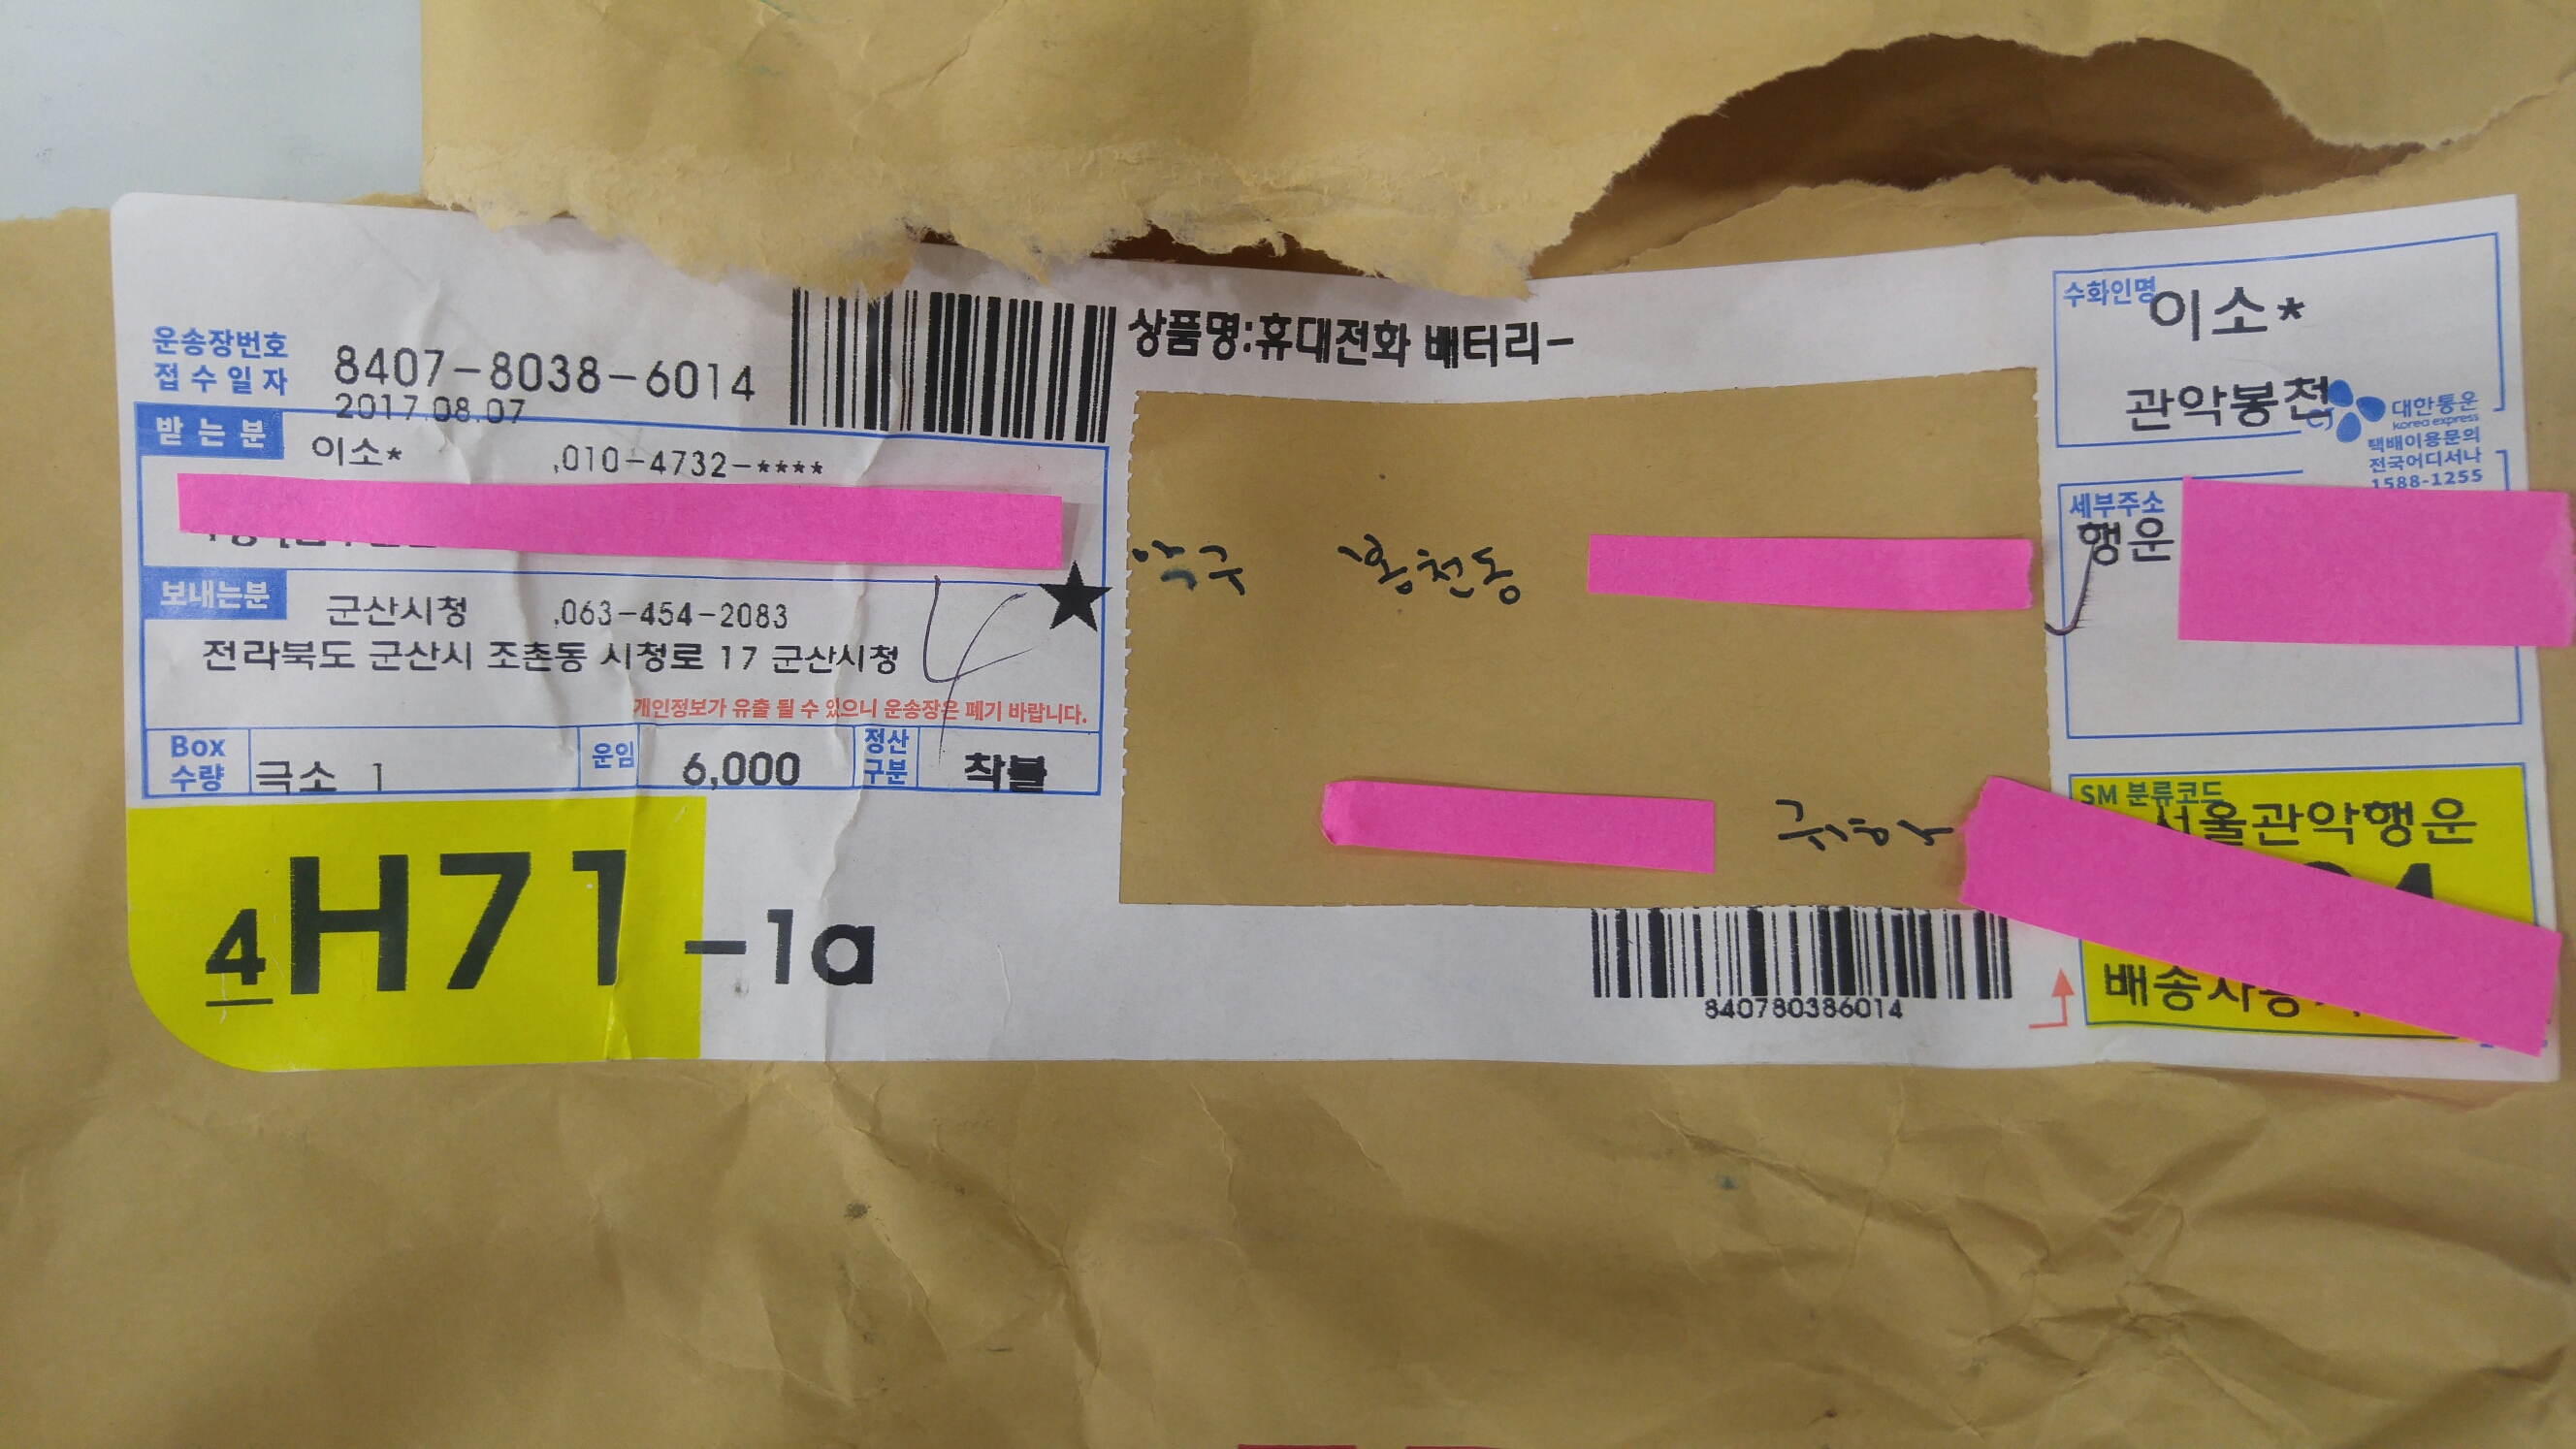 운송장번호 8407-8038-6014
접수일자 2017.08.07
받는분 이소* ,010-4732-****
보내는분 군산시청 ,063-454-2083
전라북도 군산시 조촌동 시청로 17 군산시청
개인정보가 유출 될 수 있으니 운송장은 폐기 바랍니다.
Box 수량 극소 1 운임 6,000 정산 구분 착불
4 H71 -1a
상품명:휴대전화 배터리-
악구 봉천동
귀하
840780386014
수화인명 이소*
관악봉천
CJ 대한통운
korea express
택배이용문의
전국어디서나
1588-1255
세부주소
행운
SM 분류코드
서울관악행운
배송사